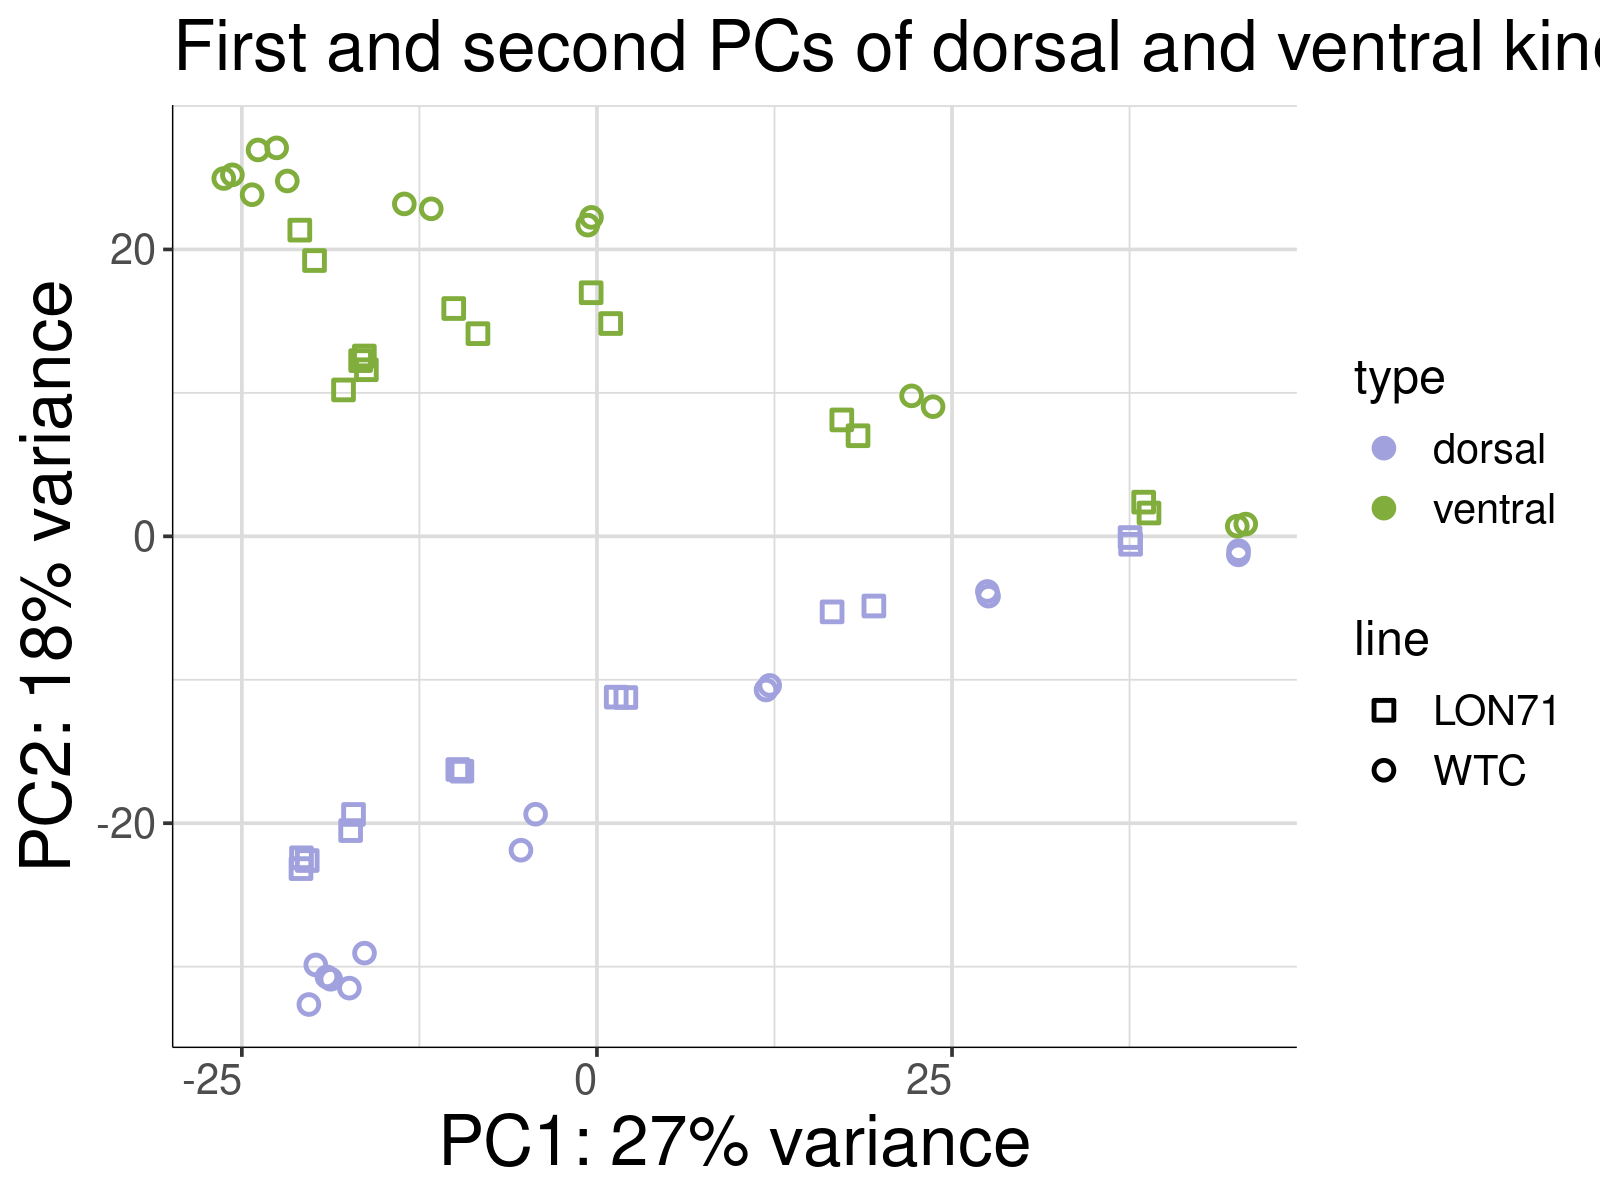 First and second PCs of dorsal and ventral
PC2: 18% variance
20
0
-20
-25
0
25
PC1: 27% variance
type
dorsal
ventral
line
LON71
WTC